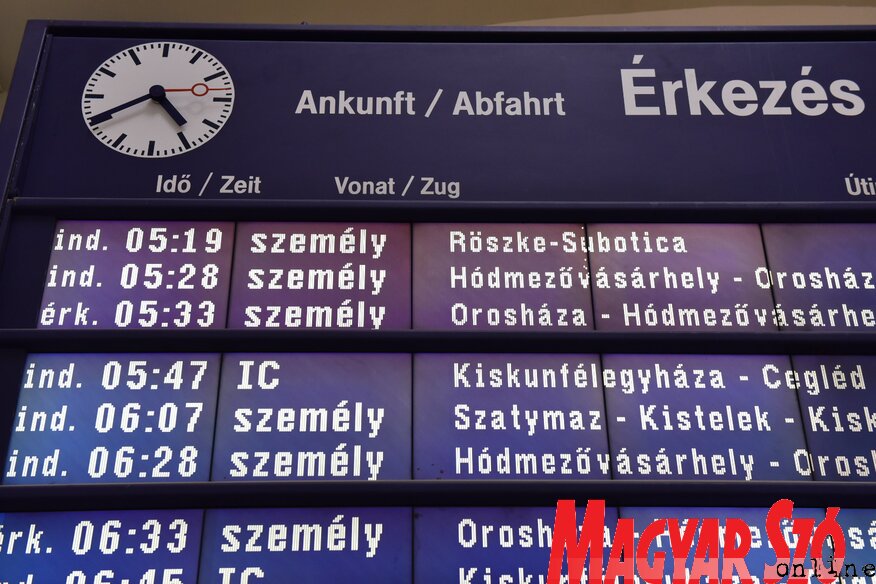 Ankunft / Abfahrt Érkezés
Idő / Zeit Vonat / Zug
ind. 05:19 személy Röszke-Subotica
ind. 05:28 személy Hódmezővásárhely - Orosház
érk. 05:33 személy Orosháza - Hódmezővásárhe
ind. 05:47 IC Kiskunfélegyháza - Cegléd
ind. 06:07 személy Szatymaz - Kistelek - Kisk
ind. 06:28 személy Hódmezővásárhely - Orosh
érk. 06:33 személy
MAGYAR SZÓ
online